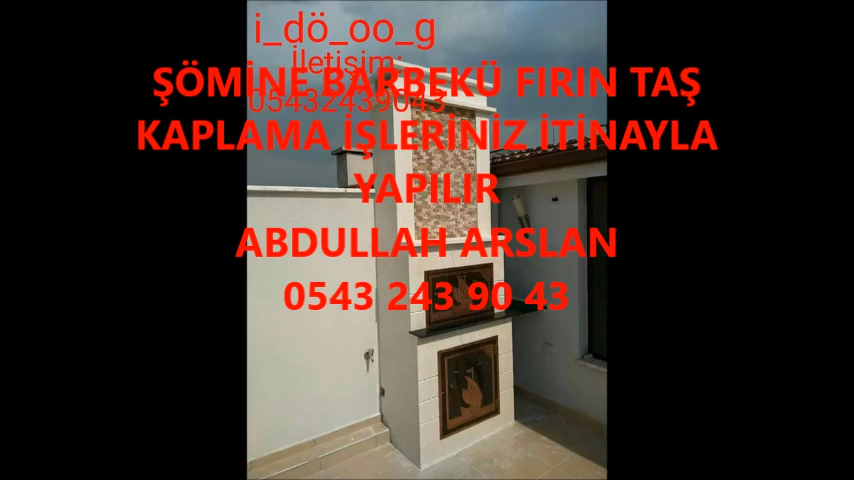 i_dö_oo_g
İletişim:
05432439043
ŞÖMİNE BARBEKÜ FIRIN TAŞ
KAPLAMA İŞLERİNİZ İTİNAYLA
YAPILIR
ABDULLAH ARSLAN
0543 243 90 43